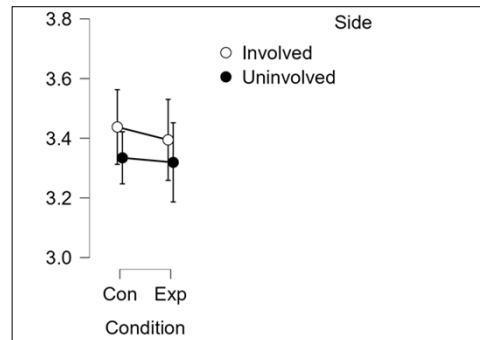 Side
3.8
Involved
Uninvolved
3.6
3.4
3.2
3.0
Con Exp
Condition